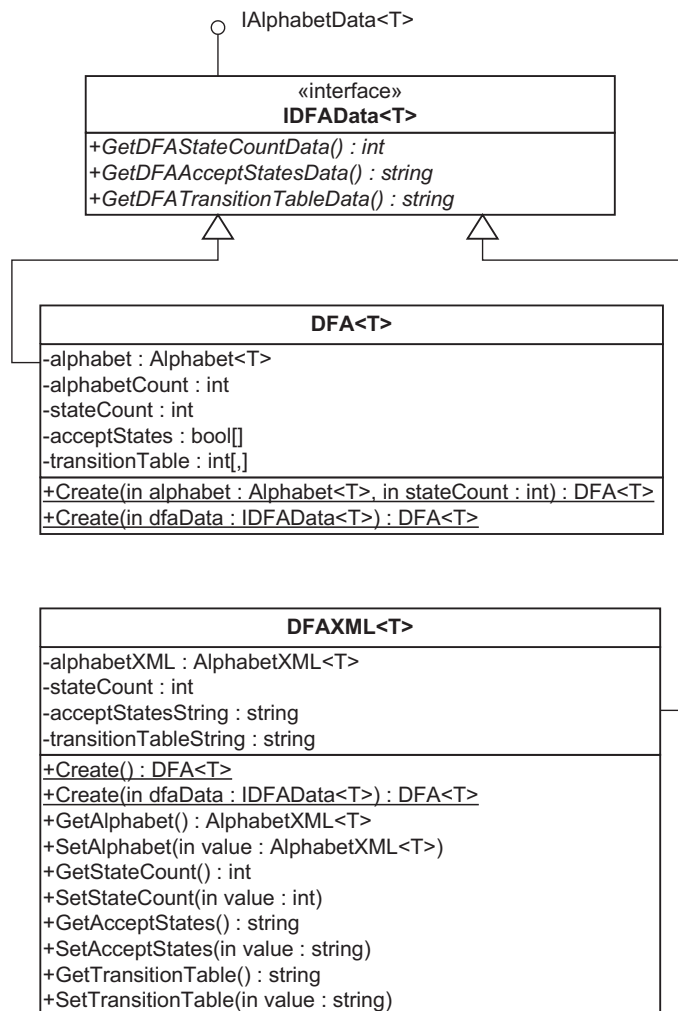 IAlphabetData<T>
«interface»
IDFAData<T>
+GetDFAStateCountData() : int
+GetDFAAcceptStatesData() : string
+GetDFATransitionTableData() : string
DFA<T>
-alphabet : Alphabet<T>
-alphabetCount : int
-stateCount : int
-acceptStates : bool[]
-transitionTable : int[,]
+Create(in alphabet : Alphabet<T>, in stateCount : int) : DFA<T>
+Create(in dfaData : IDFAData<T>) : DFA<T>
DFAXML<T>
-alphabetXML : AlphabetXML<T>
-stateCount : int
-acceptStatesString : string
-transitionTableString : string
+Create() : DFA<T>
+Create(in dfaData : IDFAData<T>) : DFA<T>
+GetAlphabet() : AlphabetXML<T>
+SetAlphabet(in value : AlphabetXML<T>)
+GetStateCount() : int
+SetStateCount(in value : int)
+GetAcceptStates() : string
+SetAcceptStates(in value : string)
+GetTransitionTable() : string
+SetTransitionTable(in value : string)